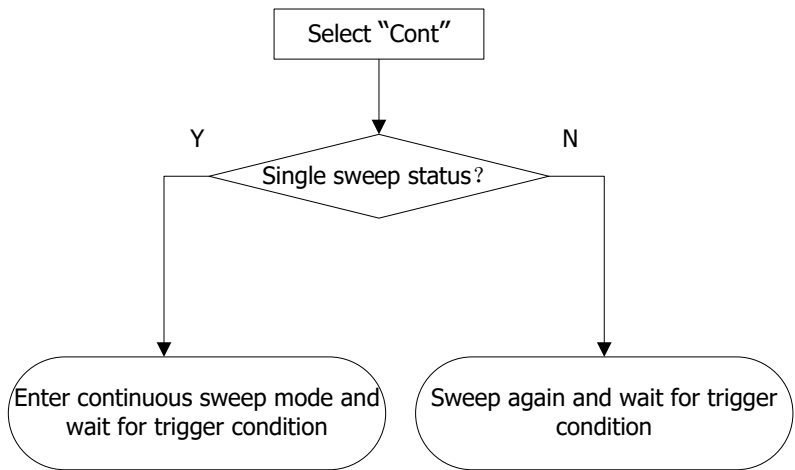 Select “Cont”
Y
N
Single sweep status？
Enter continuous sweep mode and
wait for trigger condition
Sweep again and wait for trigger
condition